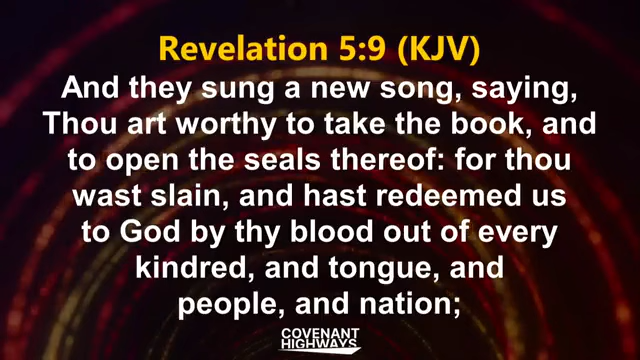 Revelation 5:9 (KJV)
And they sung a new song, saying,
Thou art worthy to take the book, and
to open the seals thereof: for thou
wast slain, and hast redeemed us
to God by thy blood out of every
kindred, and tongue, and
people, and nation;
COVENANT
HIGHWAYS